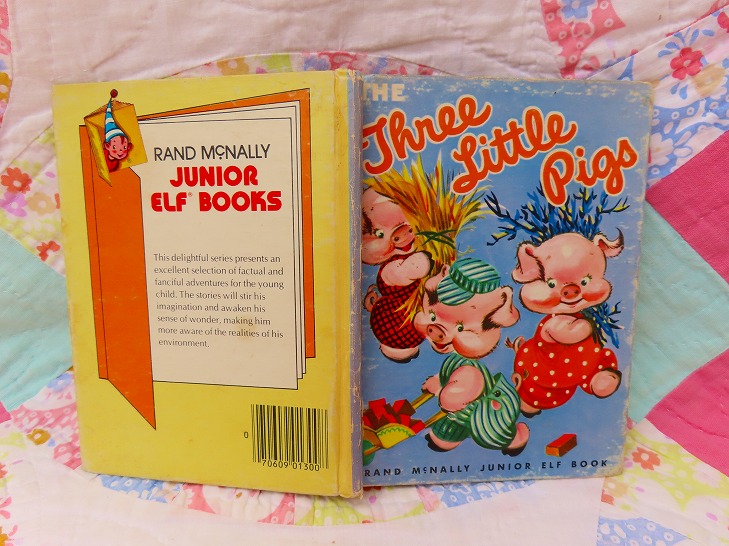 RAND McNALLY
JUNIOR
ELF® BOOKS
This delightful series presents an
excellent selection of factual and
fanciful adventures for the young
child. The stories will stir his
imagination and awaken his
sense of wonder, making him
more aware of the realities of his
environment.
0
70609 01300
THE
Three
Little
Pigs
RAND McNALLY JUNIOR ELF BOOK